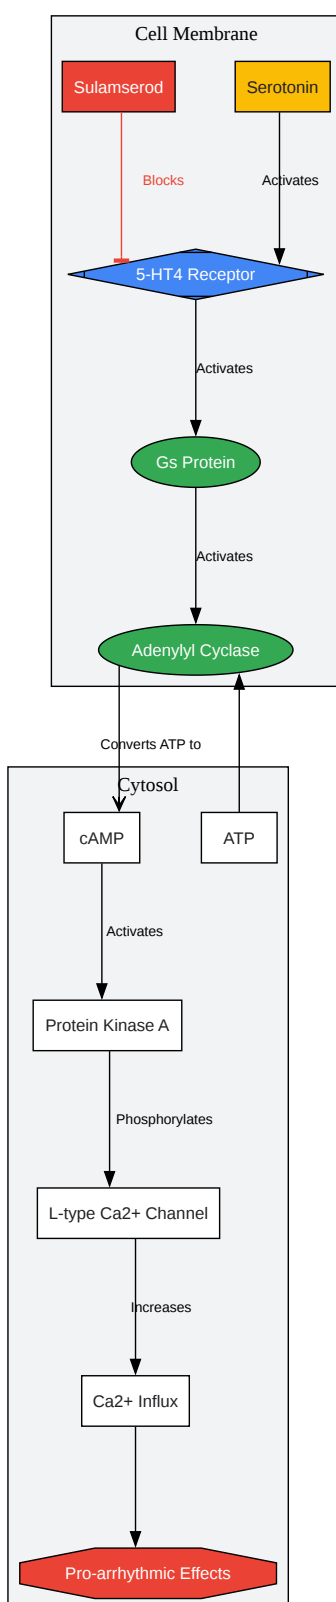 Cell Membrane
Sulamserod
Serotonin
Blocks
Activates
5-HT4 Receptor
Activates
Gs Protein
Activates
Adenylyl Cyclase
Converts ATP to
Cytosol
cAMP
ATP
Activates
Protein Kinase A
Phosphorylates
L-type Ca2+ Channel
Increases
Ca2+ Influx
Pro-arrhythmic Effects